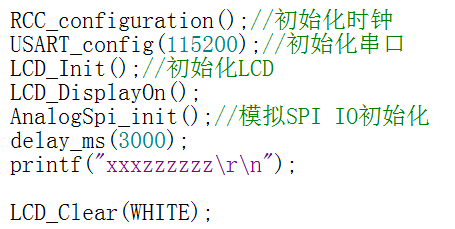 RCC_configuration();//初始化时钟
USART_config(115200);//初始化串口
LCD_Init();//初始化LCD
LCD_DisplayOn();
AnalogSpi_init();//模拟SPI IO初始化
delay_ms(3000);
printf("xxxzzzzzz\r\n");
LCD_Clear(WHITE);